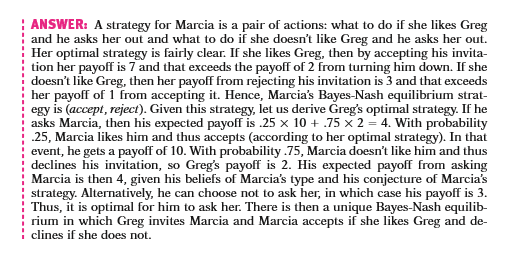 ANSWER: A strategy for Marcia is a pair of actions: what to do if she likes Greg
and he asks her out and what to do if she doesn't like Greg and he asks her out.
Her optimal strategy is fairly clear. If she likes Greg, then by accepting his invita-
tion her payoff is 7 and that exceeds the payoff of 2 from turning him down. If she
doesn't like Greg, then her payoff from rejecting his invitation is 3 and that exceeds
her payoff of 1 from accepting it. Hence, Marcia's Bayes-Nash equilibrium strat-
egy is (accept, reject). Given this strategy, let us derive Greg's optimal strategy. If he
asks Marcia, then his expected payoff is .25 × 10 + .75 × 2 = 4. With probability
.25, Marcia likes him and thus accepts (according to her optimal strategy). In that
event, he gets a payoff of 10. With probability .75, Marcia doesn't like him and thus
declines his invitation, so Greg's payoff is 2. His expected payoff from asking
Marcia is then 4, given his beliefs of Marcia's type and his conjecture of Marcia's
strategy. Alternatively, he can choose not to ask her, in which case his payoff is 3.
Thus, it is optimal for him to ask her. There is then a unique Bayes-Nash equilib-
rium in which Greg invites Marcia and Marcia accepts if she likes Greg and de-
clines if she does not.